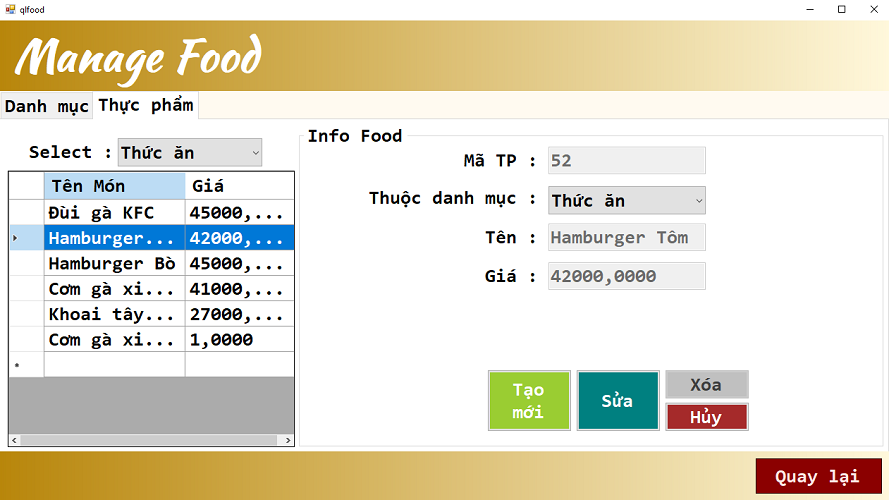 qlfood
Manage Food
Danh mục Thực phẩm
Select : Thức ăn
Tên Món Giá
Đùi gà KFC 45000,...
Hamburger... 42000,...
Hamburger Bò 45000,...
Cơm gà xi... 41000,...
Khoai tây... 27000,...
Cơm gà xi... 1,0000
Info Food
Mã TP : 52
Thuộc danh mục : Thức ăn
Tên : Hamburger Tôm
Giá : 42000,0000
Tạo
mới
Sửa
Xóa
Hủy
Quay lại